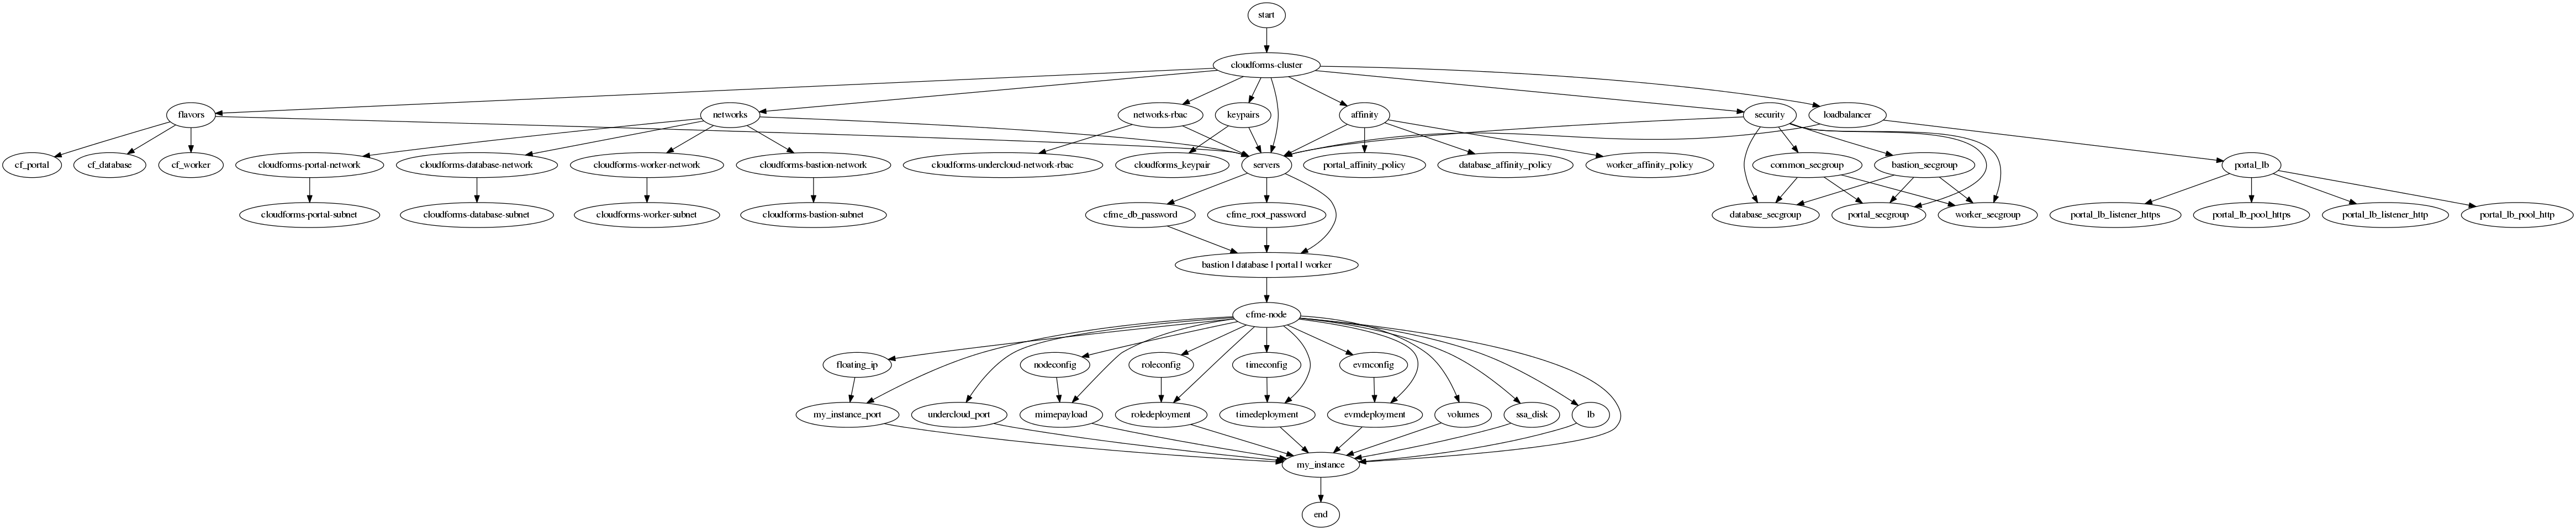 start
cloudforms-cluster
flavors
networks
networks-rbac
keypairs
affinity
security
loadbalancer
cf_portal
cf_database
cf_worker
cloudforms-portal-network
cloudforms-database-network
cloudforms-worker-network
cloudforms-bastion-network
cloudforms-undercloud-network-rbac
cloudforms_keypair
servers
portal_affinity_policy
database_affinity_policy
worker_affinity_policy
common_secgroup
bastion_secgroup
portal_lb
cloudforms-portal-subnet
cloudforms-database-subnet
cloudforms-worker-subnet
cloudforms-bastion-subnet
cfme_db_password
cfme_root_password
database_secgroup
portal_secgroup
worker_secgroup
portal_lb_listener_https
portal_lb_pool_https
portal_lb_listener_http
portal_lb_pool_http
bastion | database | portal | worker
cfme-node
floating_ip
nodeconfig
roleconfig
timeconfig
evmconfig
my_instance_port
undercloud_port
mimepayload
roledeployment
timedeployment
evmdeployment
volumes
ssa_disk
lb
my_instance
end